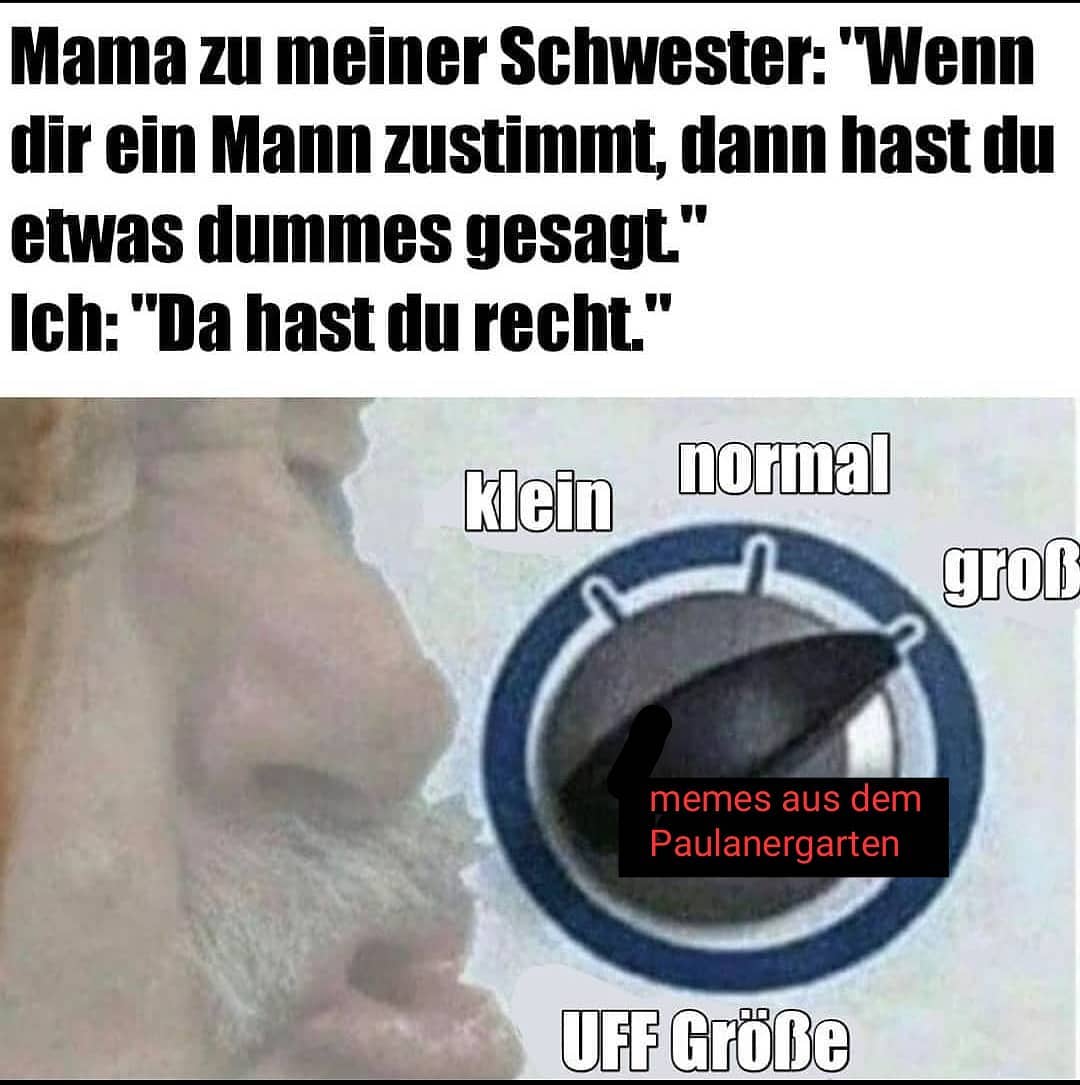 Mama zu meiner Schwester: "Wenn
dir ein Mann zustimmt, dann hast du
etwas dummes gesagt."
Ich: "Da hast du recht."
klein
normal
groß
memes aus dem
Paulanergarten
UFF Größe